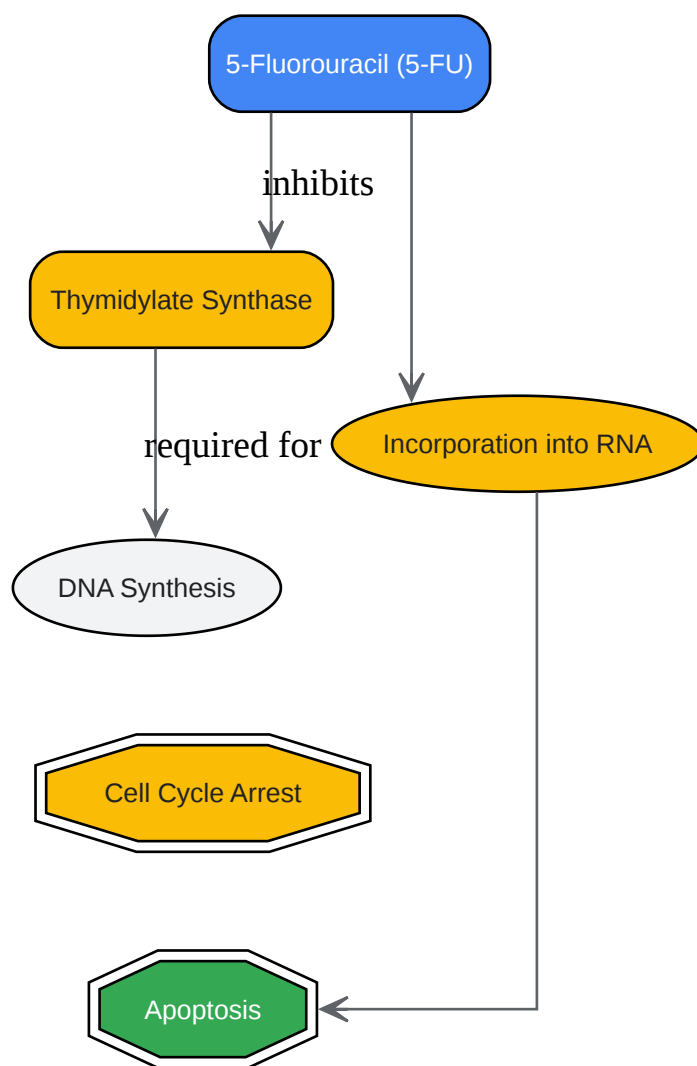 5-Fluorouracil (5-FU)
inhibits
Thymidylate Synthase
required for
Incorporation into RNA
DNA Synthesis
Cell Cycle Arrest
Apoptosis